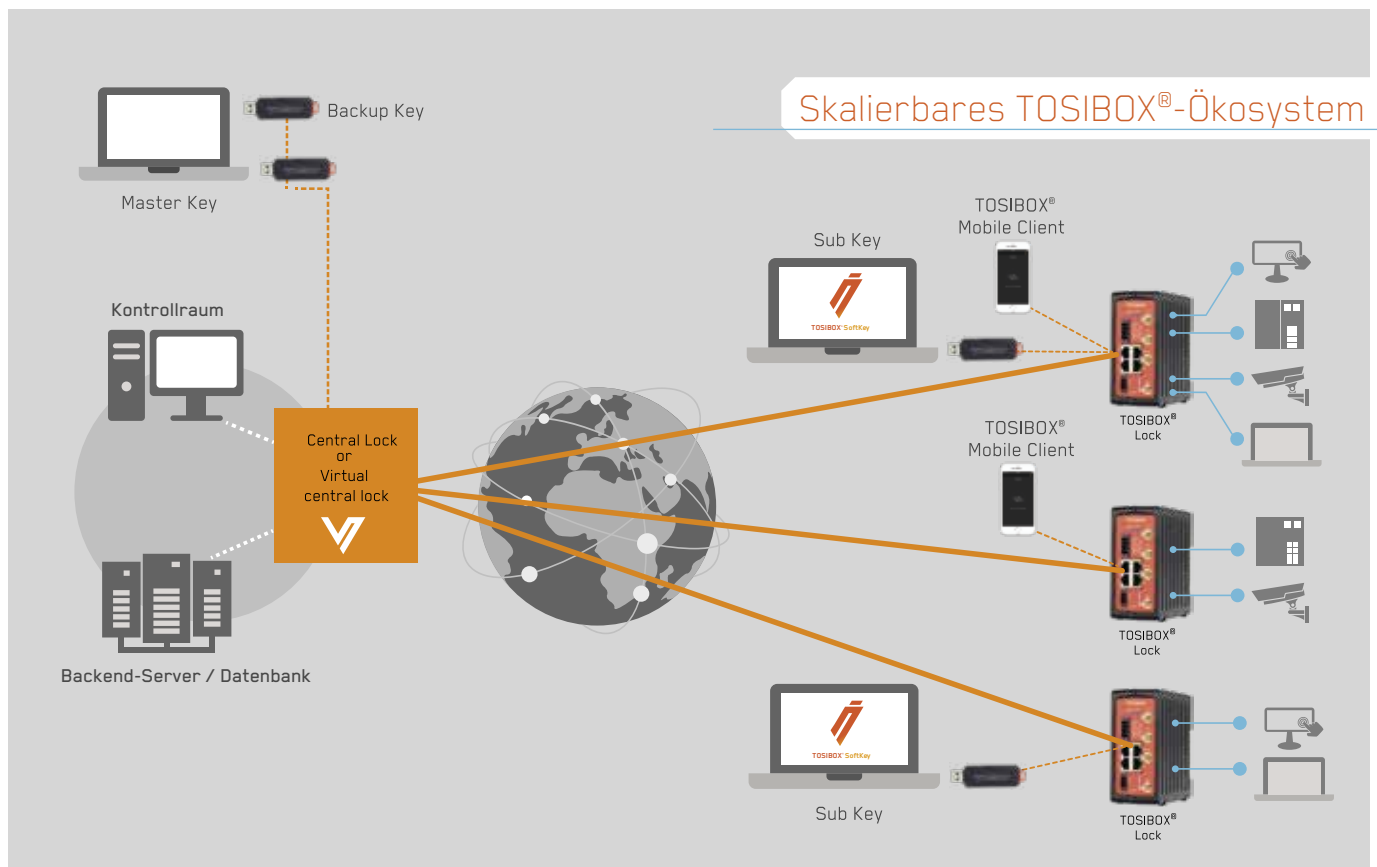 Skalierbares TOSIBOX®-Ökosystem
Backup Key
Master Key
Kontrollraum
Central Lock
or
Virtual
central lock
Backend-Server / Datenbank
Sub Key
TOSIBOX® SoftKey
TOSIBOX®
Mobile Client
TOSIBOX®
Lock
TOSIBOX®
Mobile Client
TOSIBOX®
Lock
TOSIBOX® SoftKey
Sub Key
TOSIBOX®
Lock